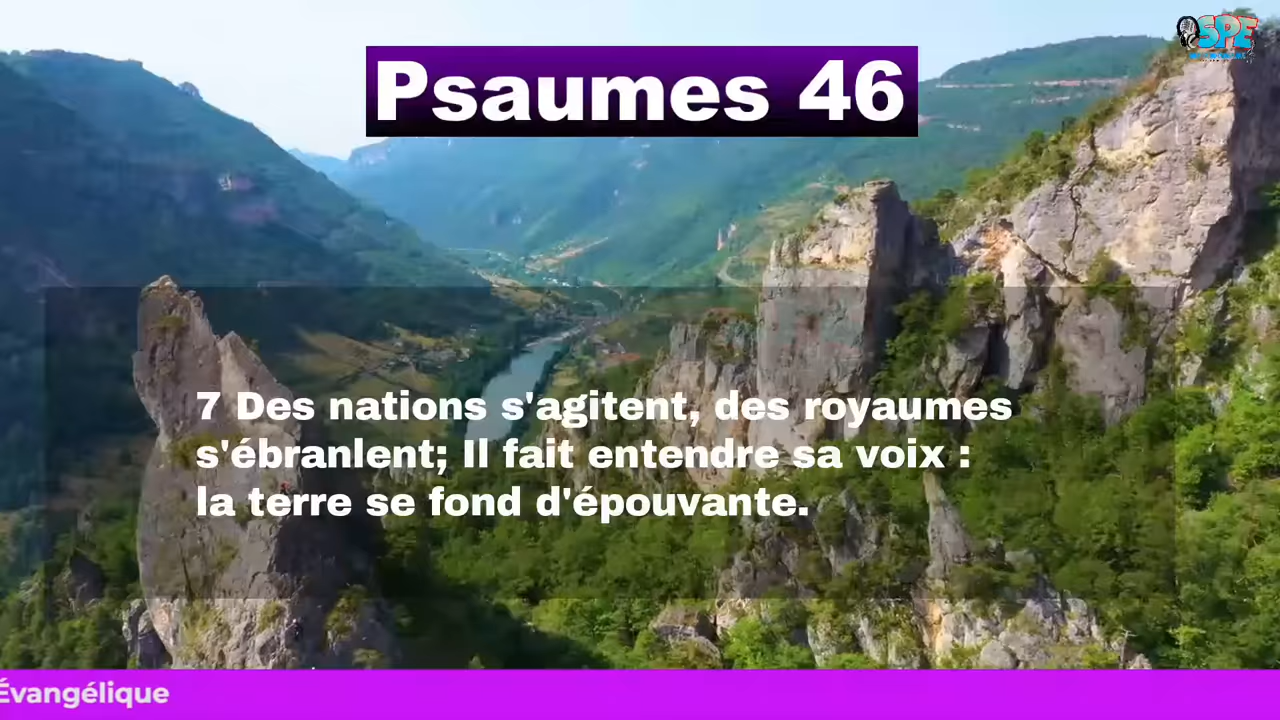 SPE
Psaumes 46
7 Des nations s'agitent, des royaumes
s'ébranlent; Il fait entendre sa voix :
la terre se fond d'épouvante.
Évangélique